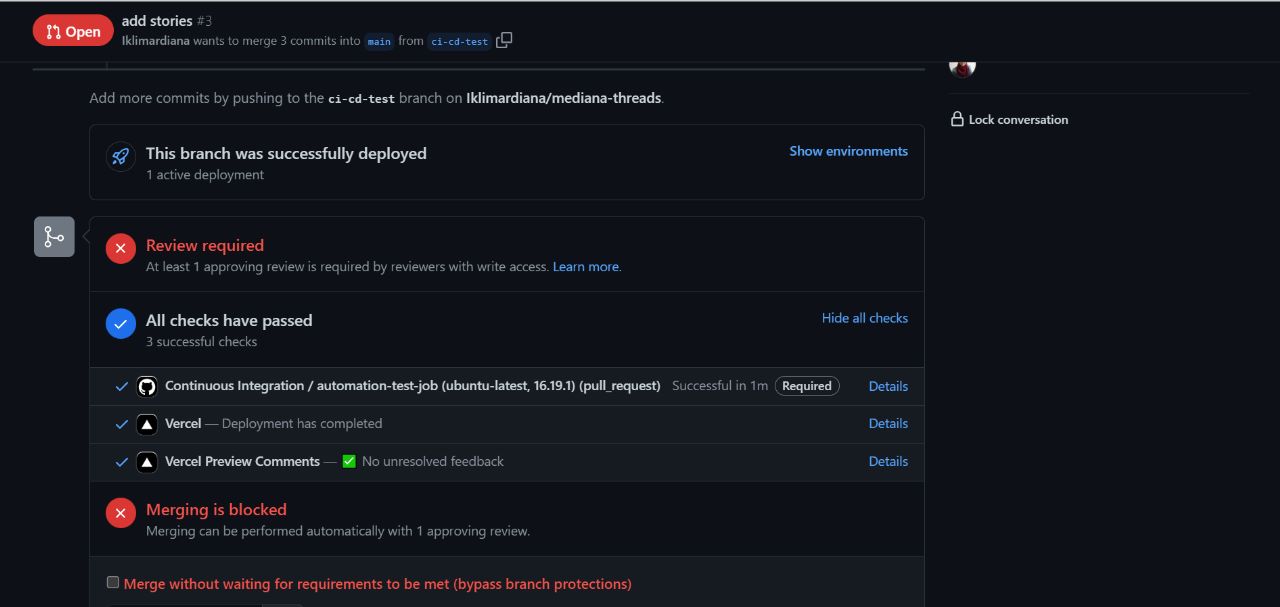 Open
add stories #3
Iklimardiana wants to merge 3 commits into main from ci-cd-test
Lock conversation
Add more commits by pushing to the ci-cd-test branch on Iklimardiana/mediana-threads.
This branch was successfully deployed
Show environments
1 active deployment
Review required
At least 1 approving review is required by reviewers with write access. Learn more.
All checks have passed
Hide all checks
3 successful checks
Continuous Integration / automation-test-job (ubuntu-latest, 16.19.1) (pull_request) Successful in 1m Required Details
Vercel — Deployment has completed Details
Vercel Preview Comments — ✅ No unresolved feedback Details
Merging is blocked
Merging can be performed automatically with 1 approving review.
Merge without waiting for requirements to be met (bypass branch protections)